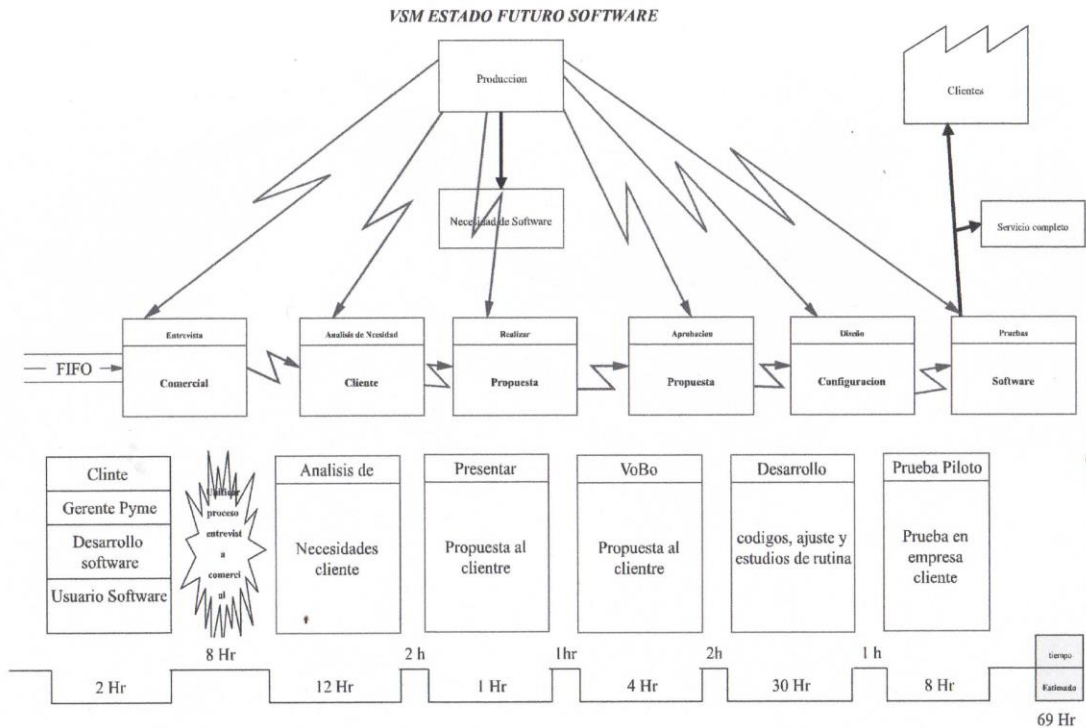 VSM ESTADO FUTURO SOFTWARE
Produccion
Clientes
Necesidad de Software
Servicio completo
FIFO
Entrevista
Comercial
Analisis de Ncesidad
Cliente
Realizar
Propuesta
Aprobacion
Propuesta
Diseño
Configuracion
Pruebas
Software
Clinte
Gerente Pyme
Desarrollo
software
Usuario Software
Unificar
proceso
entrevist
a
comerci
al
Analisis de
Necesidades
cliente
Presentar
Propuesta al
clientre
VoBo
Propuesta al
clientre
Desarrollo
codigos, ajuste y
estudios de rutina
Prueba Piloto
Prueba en
empresa
cliente
8 Hr
2 h
1hr
2h
1 h
2 Hr
12 Hr
1 Hr
4 Hr
30 Hr
8 Hr
tiempo
Estimado
69 Hr